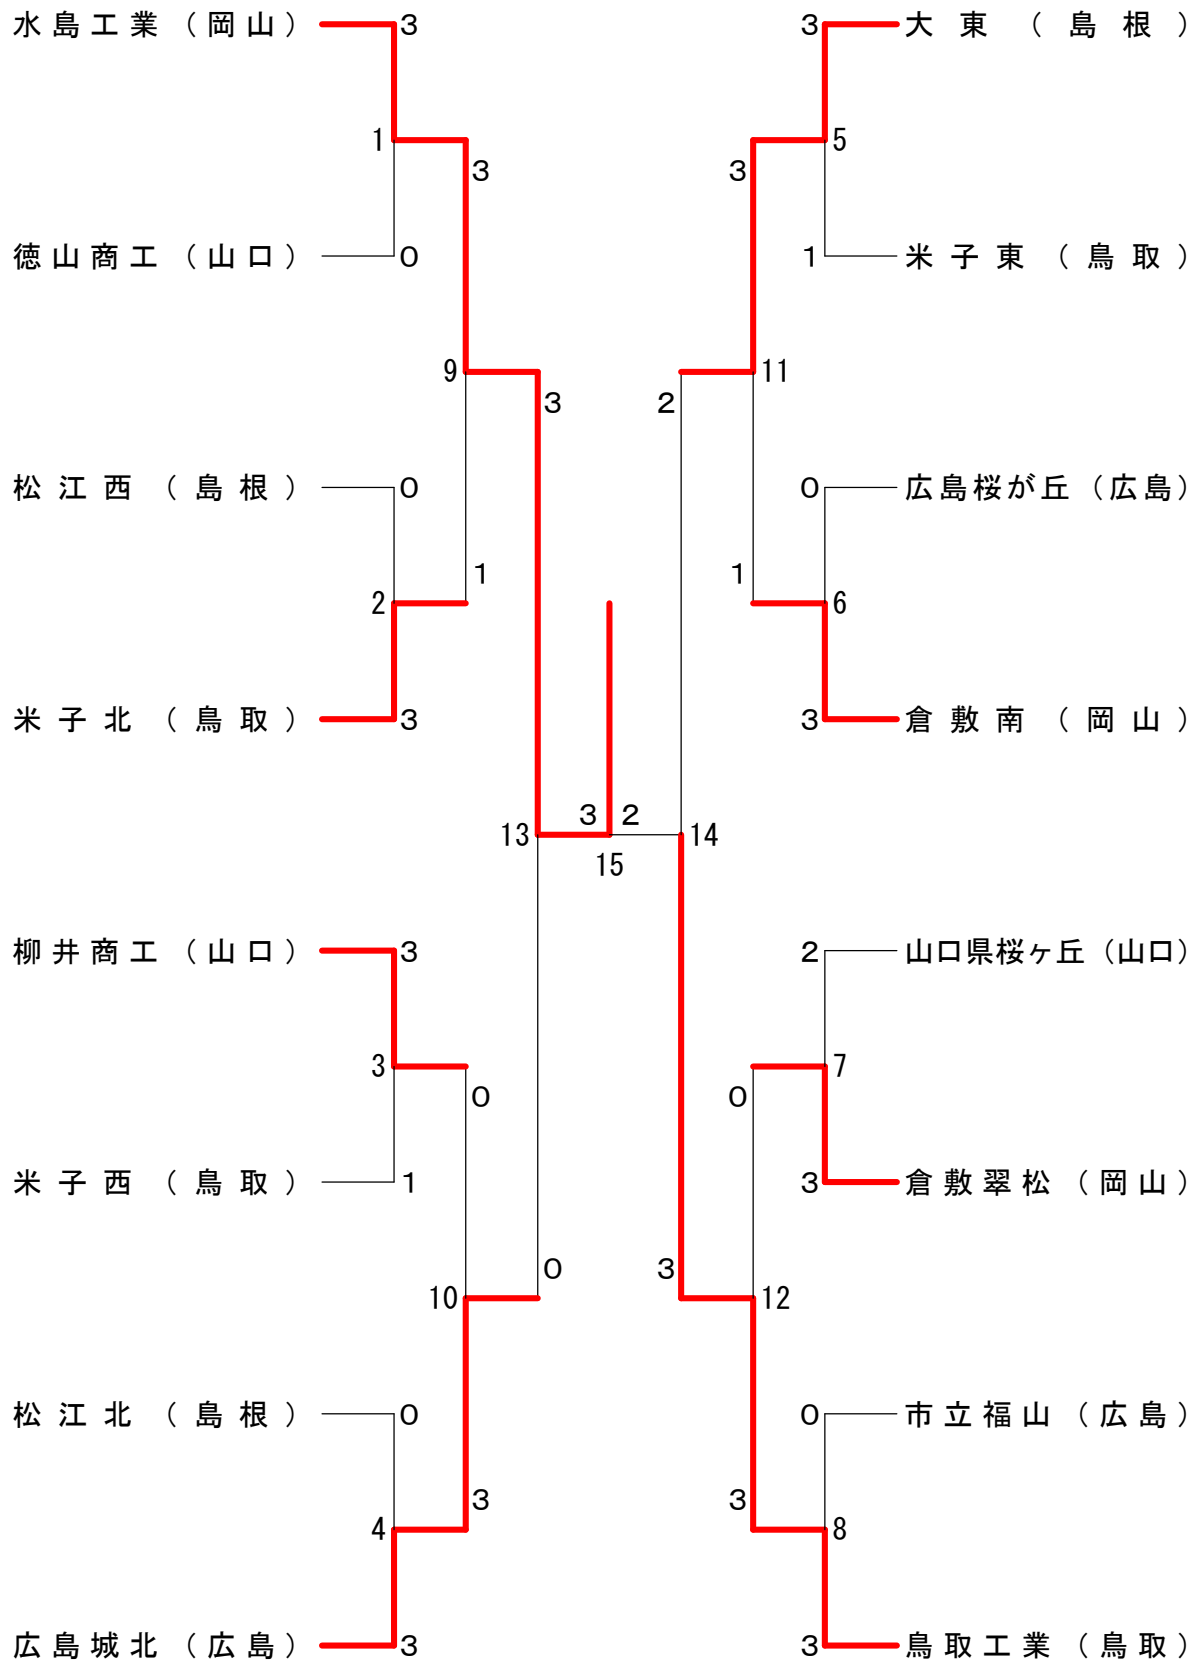 水島工業（岡山） 3 3 大東（島根）
1 5
3 3
徳山商工（山口） 0 1 米子東（鳥取）
9 11
3 2
松江西（島根） 0 0 広島桜が丘（広島）
1 1
2 6
米子北（鳥取） 3 3 倉敷南（岡山）
3 2
13 14
15
柳井商工（山口） 3 2 山口県桜ヶ丘（山口）
3 7
0 0
米子西（鳥取） 1 3 倉敷翠松（岡山）
0 3
10 12
松江北（島根） 0 0 市立福山（広島）
3 3
4 8
広島城北（広島） 3 3 鳥取工業（鳥取）